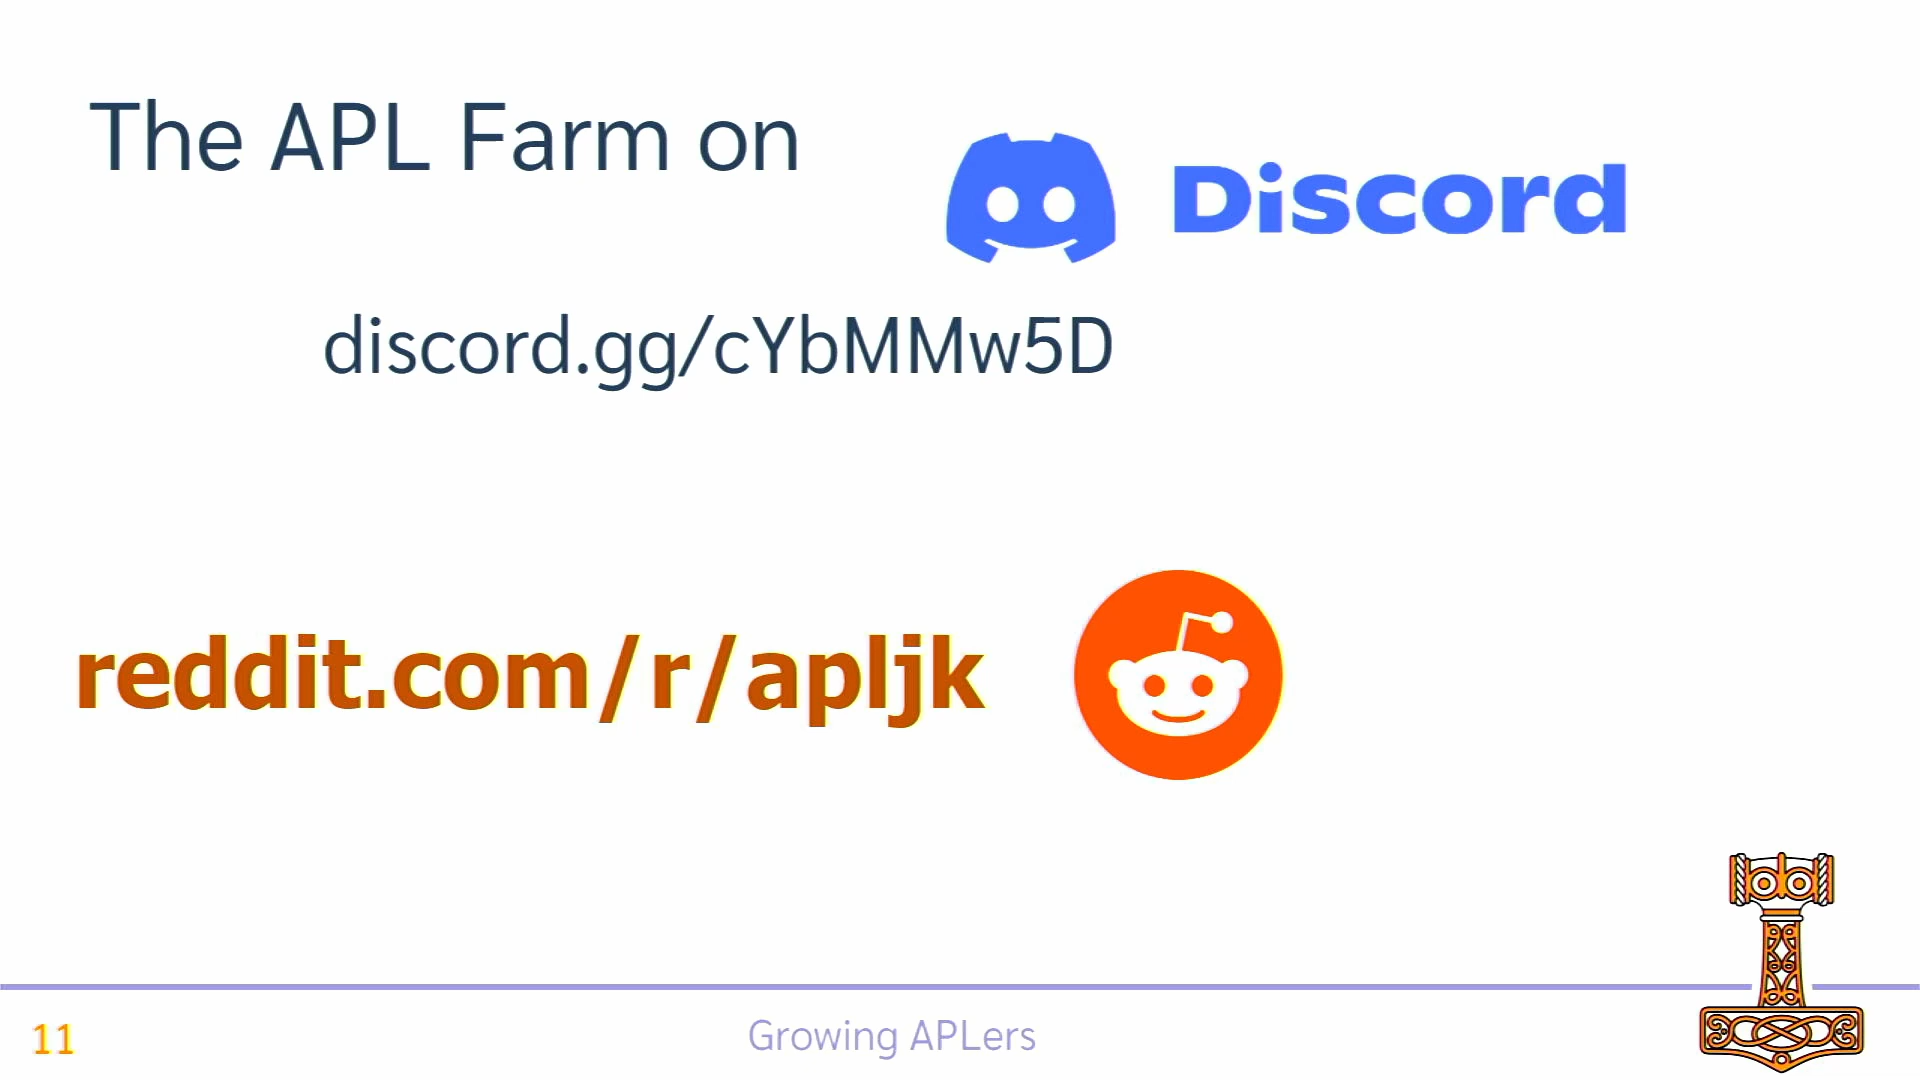 The APL Farm on
Discord
discord.gg/cYbMMw5D
reddit.com/r/apljk
11
Growing APLers